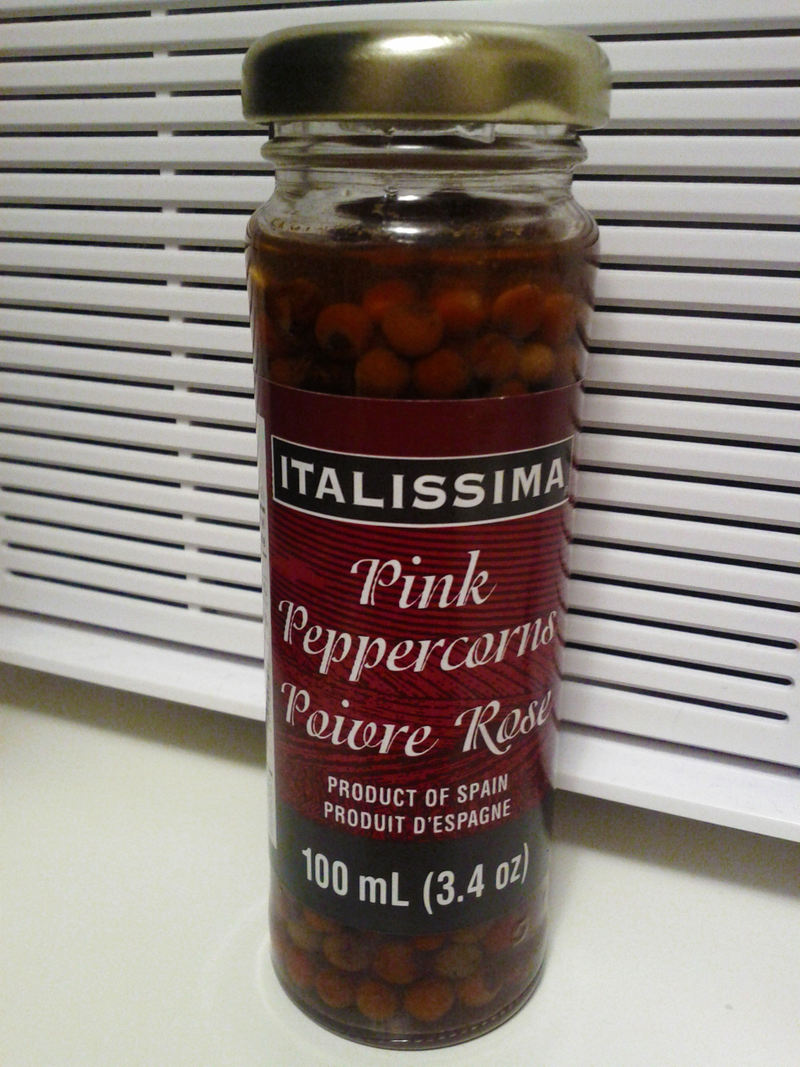 ITALISSIMA
Pink
Peppercorns
Poivre Rose
PRODUCT OF SPAIN
PRODUIT D'ESPAGNE
100 mL (3.4 oz)